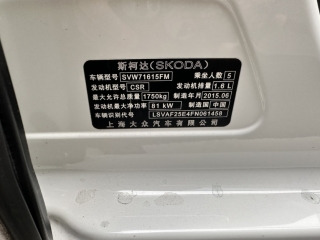 斯柯达(SKODA)
车辆型号 SVW71615FM 乘坐人数 5
发动机型号 CSR 发动机排量 1.6 L
最大允许总质量 1750kg 制造年月 2015.06
发动机最大净功率 81 kW 制造国 中国
车辆识别代号 LSVAF25E4FN061458
上海大众汽车有限公司